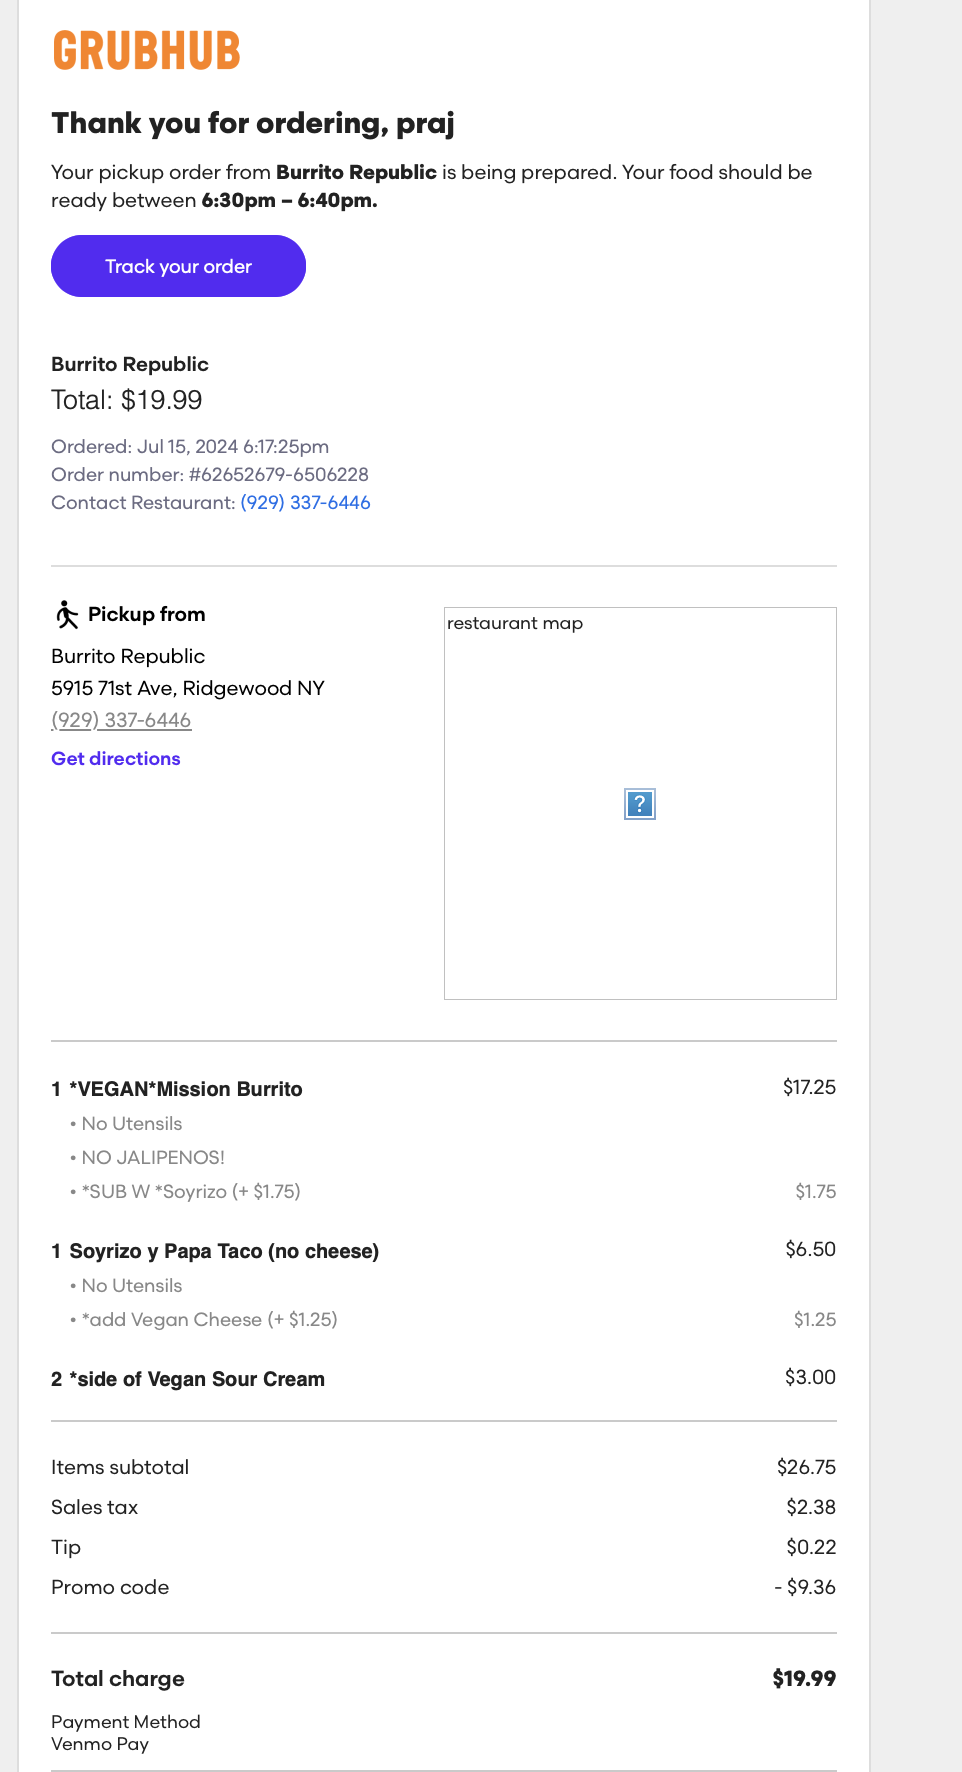 GRUBHUB
Thank you for ordering, praj
Your pickup order from Burrito Republic is being prepared. Your food should be
ready between 6:30pm – 6:40pm.
Track your order
Burrito Republic
Total: $19.99
Ordered: Jul 15, 2024 6:17:25pm
Order number: #62652679-6506228
Contact Restaurant: (929) 337-6446
Pickup from
Burrito Republic
5915 71st Ave, Ridgewood NY
(929) 337-6446
Get directions
restaurant map
?
1 *VEGAN*Mission Burrito $17.25
• No Utensils
• NO JALIPENOS!
• *SUB W *Soyrizo (+ $1.75) $1.75
1 Soyrizo y Papa Taco (no cheese) $6.50
• No Utensils
• *add Vegan Cheese (+ $1.25) $1.25
2 *side of Vegan Sour Cream $3.00
Items subtotal $26.75
Sales tax $2.38
Tip $0.22
Promo code - $9.36
Total charge $19.99
Payment Method
Venmo Pay